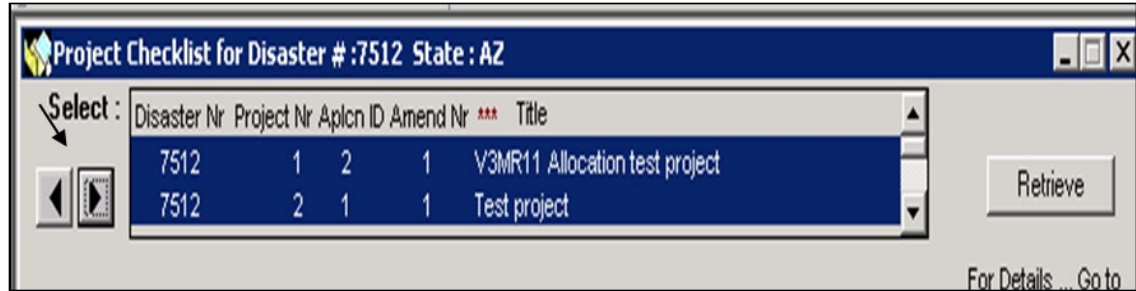 Project Checklist for Disaster # :7512 State : AZ
Select :
Disaster Nr Project Nr Aplcn ID Amend Nr *** Title
7512 1 2 1 V3MR11 Allocation test project
7512 2 1 1 Test project
Retrieve
For Details ... Go to